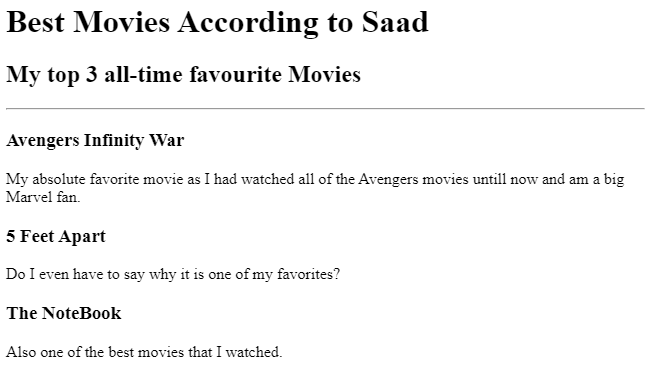 Best Movies According to Saad
My top 3 all-time favourite Movies
Avengers Infinity War
My absolute favorite movie as I had watched all of the Avengers movies untill now and am a big
Marvel fan.
5 Feet Apart
Do I even have to say why it is one of my favorites?
The NoteBook
Also one of the best movies that I watched.